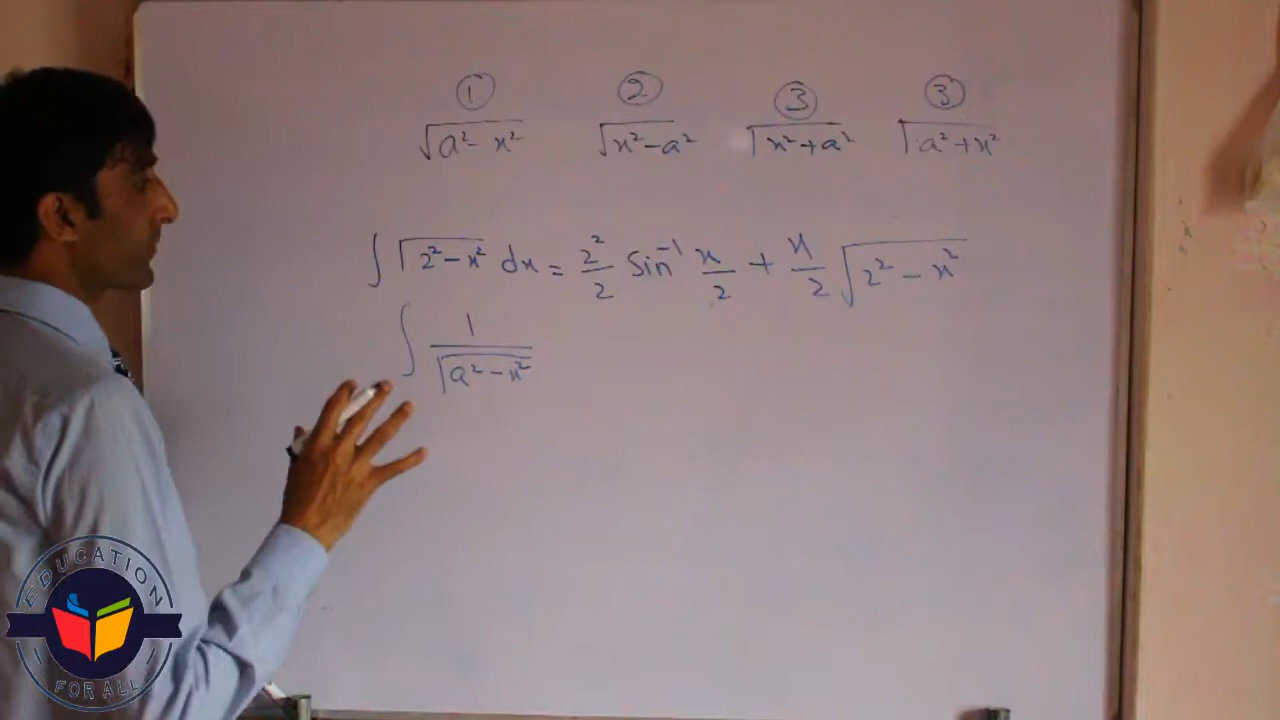 ① ② ③ ③
√(a² - x²) √(x² - a²) √(x² + a²) √(a² + x²)
∫ √(2² - x²) dx = 2²/2 Sin⁻¹ x/2 + x/2 √(2² - x²)
∫ 1/√(a² - x²)
EDUCATION
FOR ALL